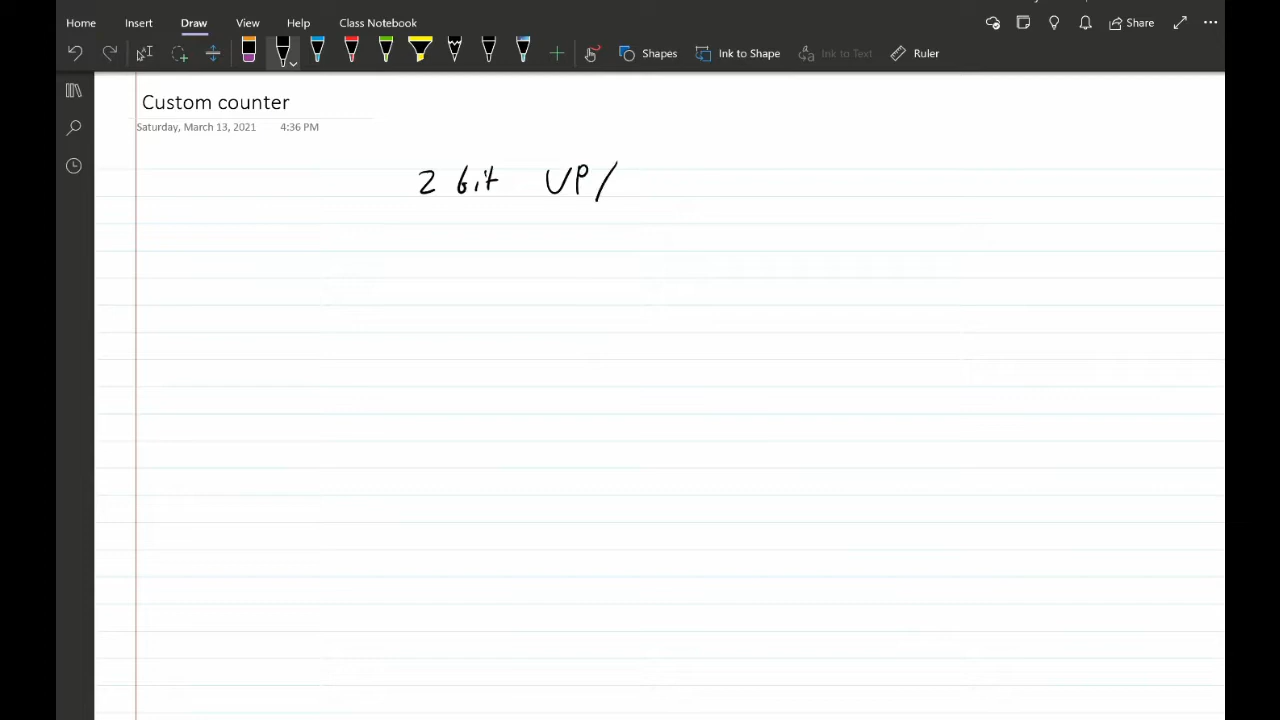 Home Insert Draw View Help Class Notebook Share
Shapes Ink to Shape Ink to Text Ruler
Custom counter
Saturday, March 13, 2021 4:36 PM
2 bit UP/